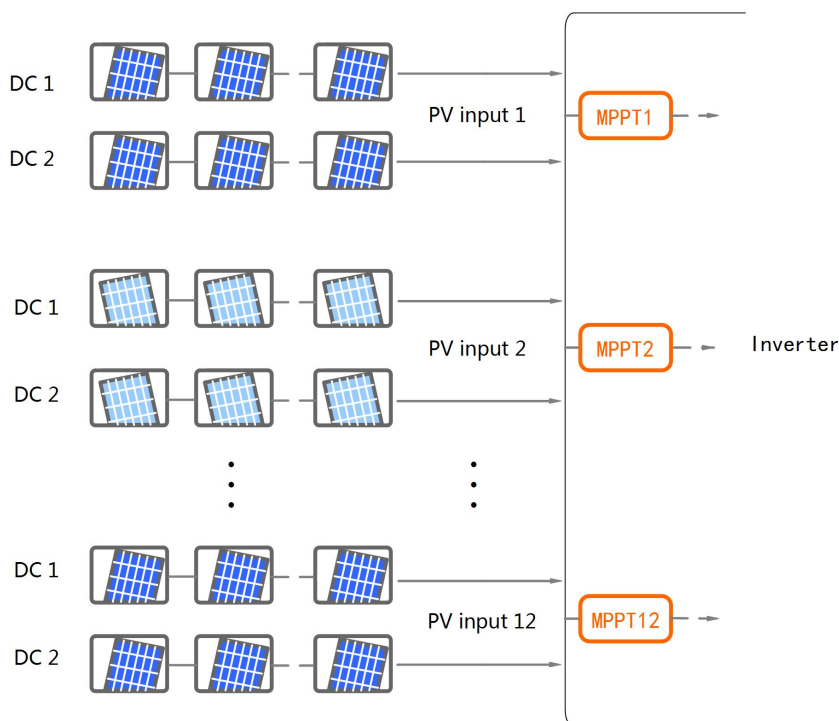 DC 1
PV input 1
MPPT1
DC 2
DC 1
PV input 2
MPPT2
Inverter
DC 2
DC 1
PV input 12
MPPT12
DC 2